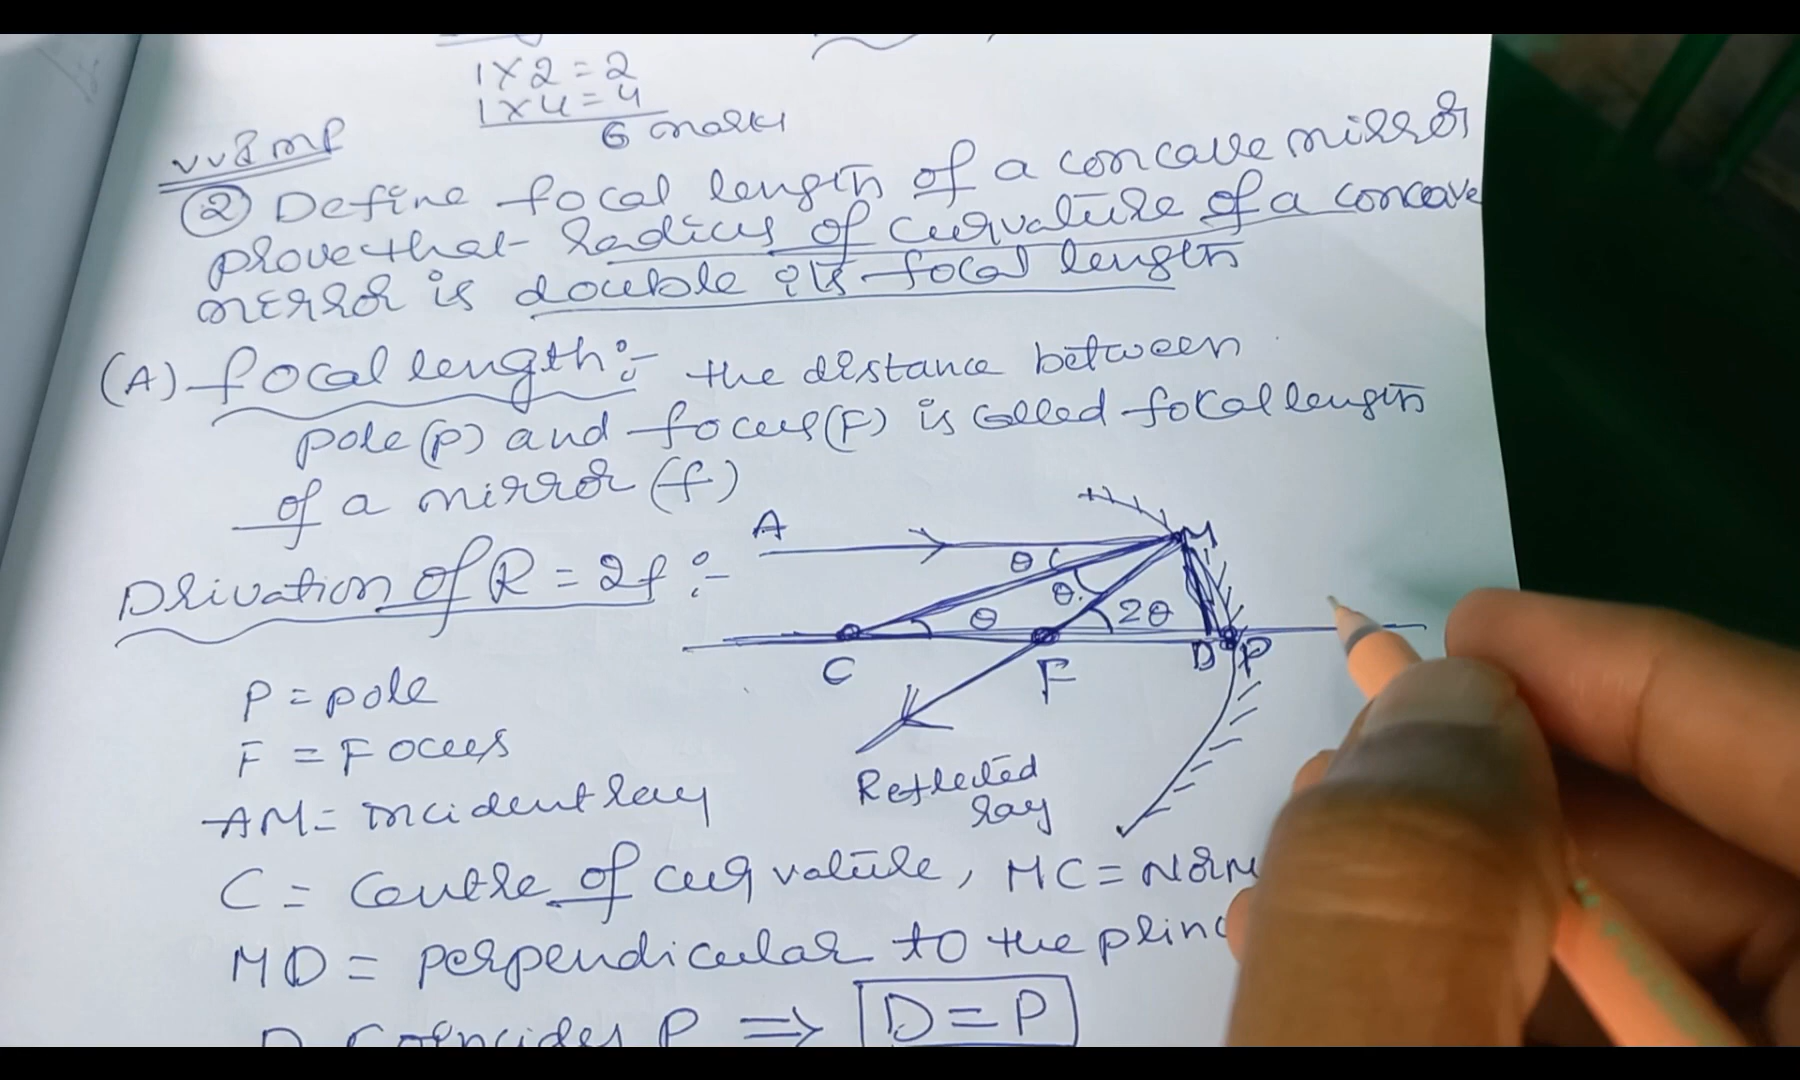 1 X 2 = 2
1 X 4 = 4
6 marks
vv imp
(2) Define focal length of a concave mirror
prove that radius of curvature of a concave
mirror is double its focal length
(A) focal length :- the distance between
pole (p) and focus (F) is called focal length
of a mirror (f)
Drivation of R = 2f :-
A
M
θ
θ
θ
2θ
C
F
D
P
Reflected
ray
P = pole
F = Focus
AM = incident ray
C = Centre of curvature, MC =
MD = perpendicular to the
D Coincides P ⇒ D = P